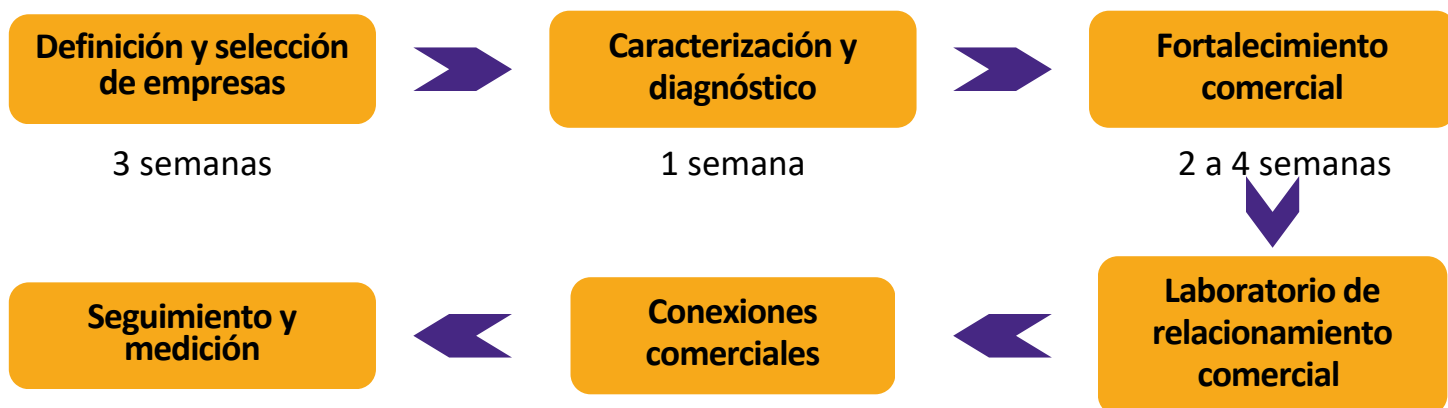 Definición y selección
de empresas
3 semanas
Caracterización y
diagnóstico
1 semana
Fortalecimiento
comercial
2 a 4 semanas
Laboratorio de
relacionamiento
comercial
Conexiones
comerciales
Seguimiento y
medición